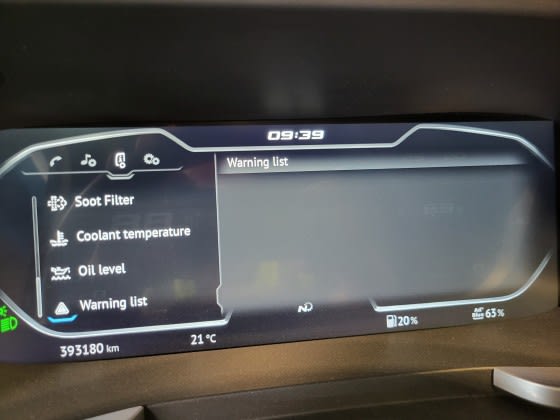 09:39
Warning list
Soot Filter
Coolant temperature
Oil level
Warning list
N
20%
63%
393180 km
21°C